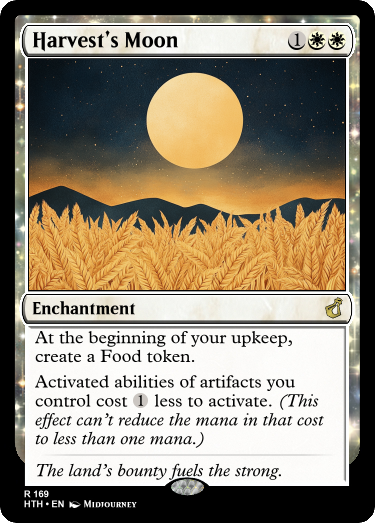 Harvest's Moon 1
Enchantment
At the beginning of your upkeep,
create a Food token.
Activated abilities of artifacts you
control cost 1 less to activate. (This
effect can't reduce the mana in that cost
to less than one mana.)
The land's bounty fuels the strong.
R 169
HTH • EN Midjourney